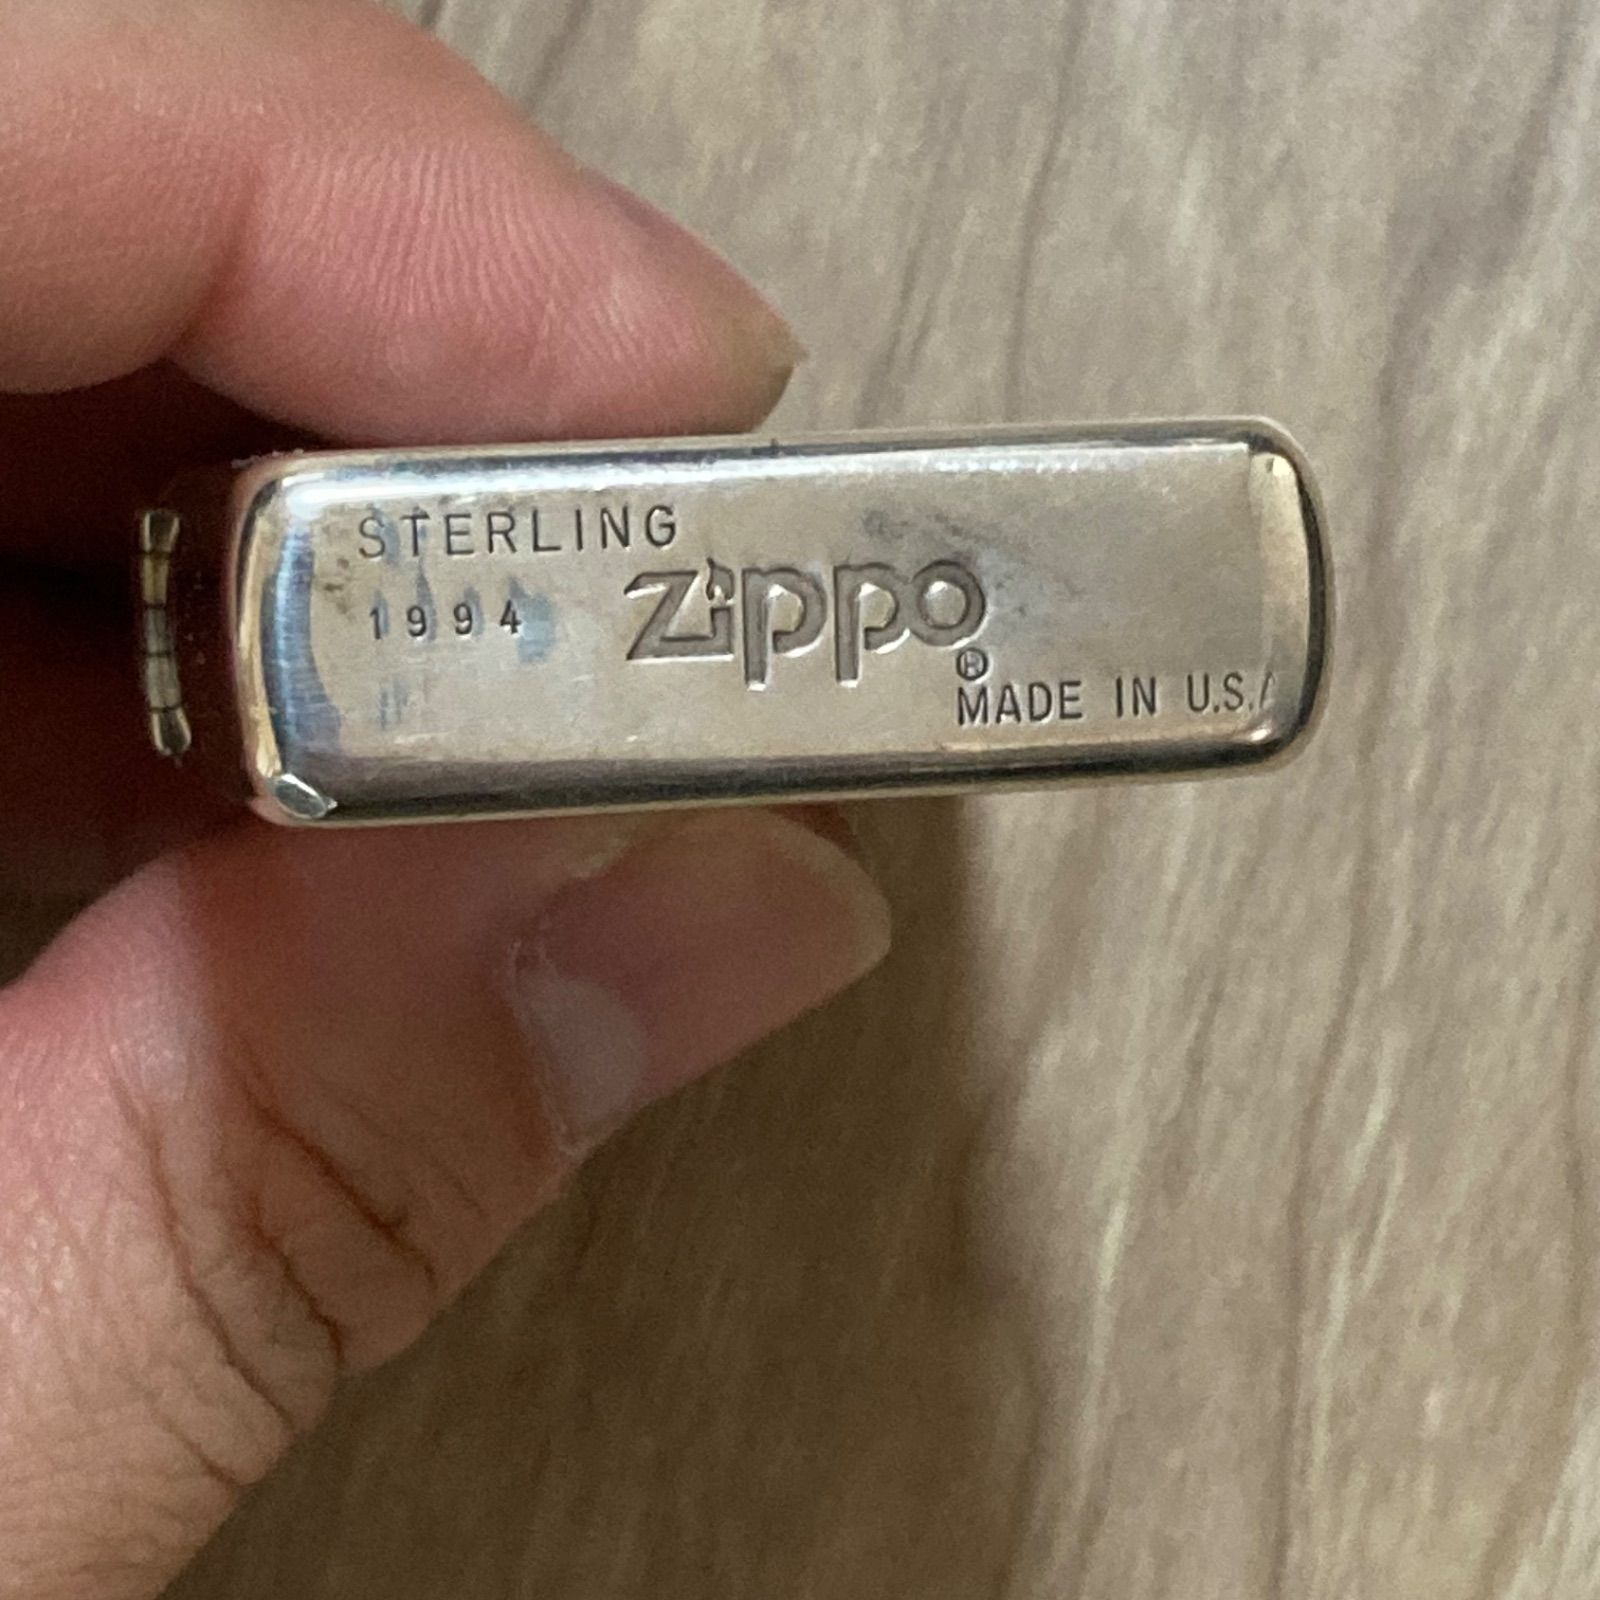 STERLING
1994
Zippo®
MADE IN U.S.A